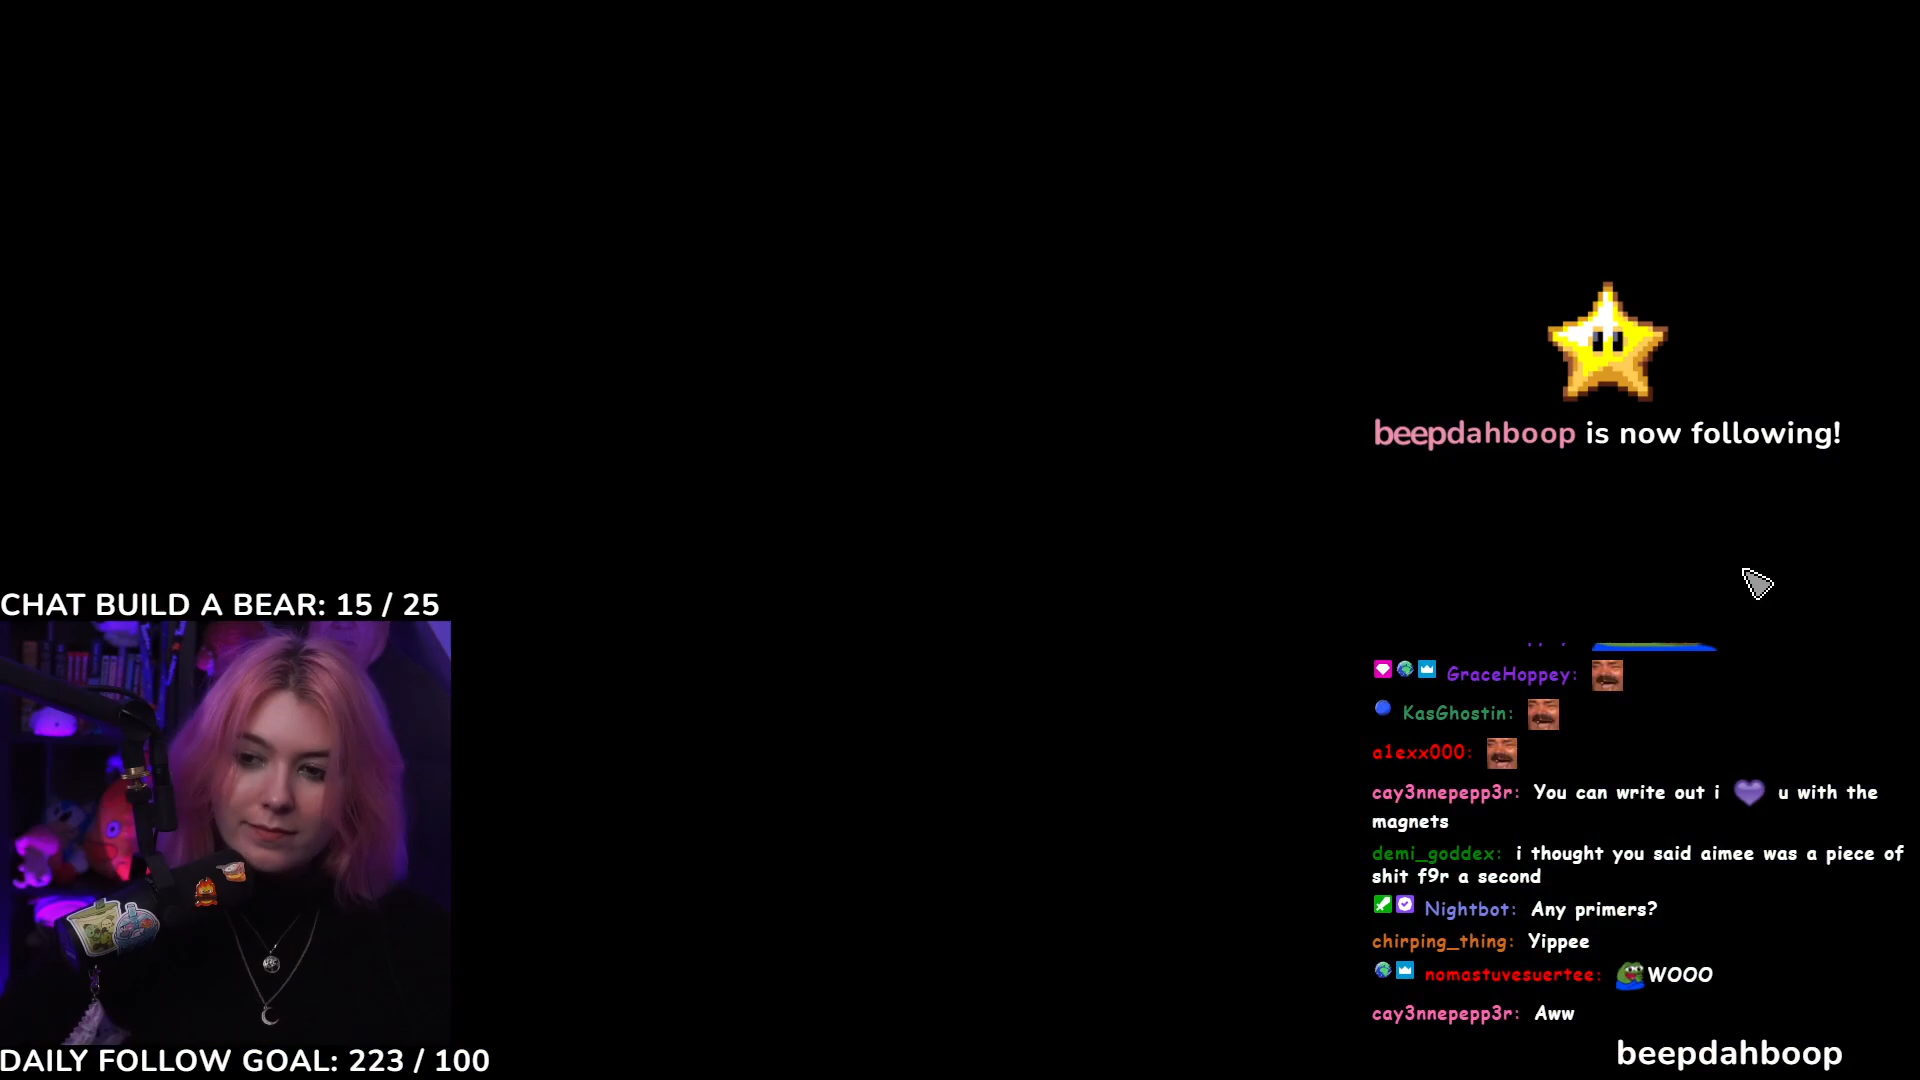 beepdahboop is now following!
CHAT BUILD A BEAR: 15 / 25
GraceHoppey:
KasGhostin:
a1exx000:
cay3nnepepp3r: You can write out i u with the
magnets
demi_goddex: i thought you said aimee was a piece of
shit f9r a second
Nightbot: Any primers?
chirping_thing: Yippee
nomastuvesuertee: WOOO
cay3nnepepp3r: Aww
DAILY FOLLOW GOAL: 223 / 100
beepdahboop